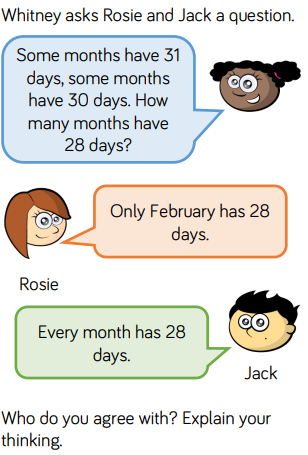 Whitney asks Rosie and Jack a question.
Some months have 31
days, some months
have 30 days. How
many months have
28 days?
Only February has 28
days.
Rosie
Every month has 28
days.
Jack
Who do you agree with? Explain your
thinking.